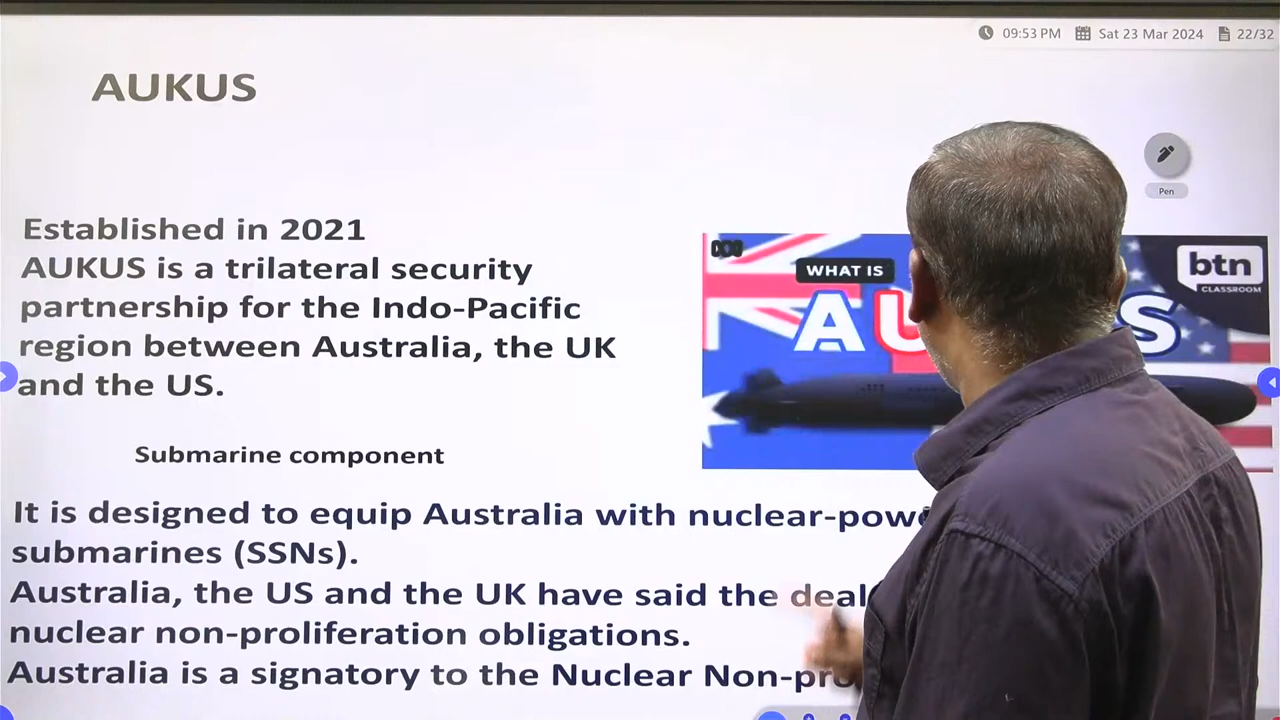 09:53 PM Sat 23 Mar 2024 22/32
AUKUS
Pen
Established in 2021
AUKUS is a trilateral security
partnership for the Indo-Pacific
region between Australia, the UK
and the US.
WHAT IS
btn
CLASSROOM
Submarine component
It is designed to equip Australia with nuclear-pow
submarines (SSNs).
Australia, the US and the UK have said the deal
nuclear non-proliferation obligations.
Australia is a signatory to the Nuclear Non-pro